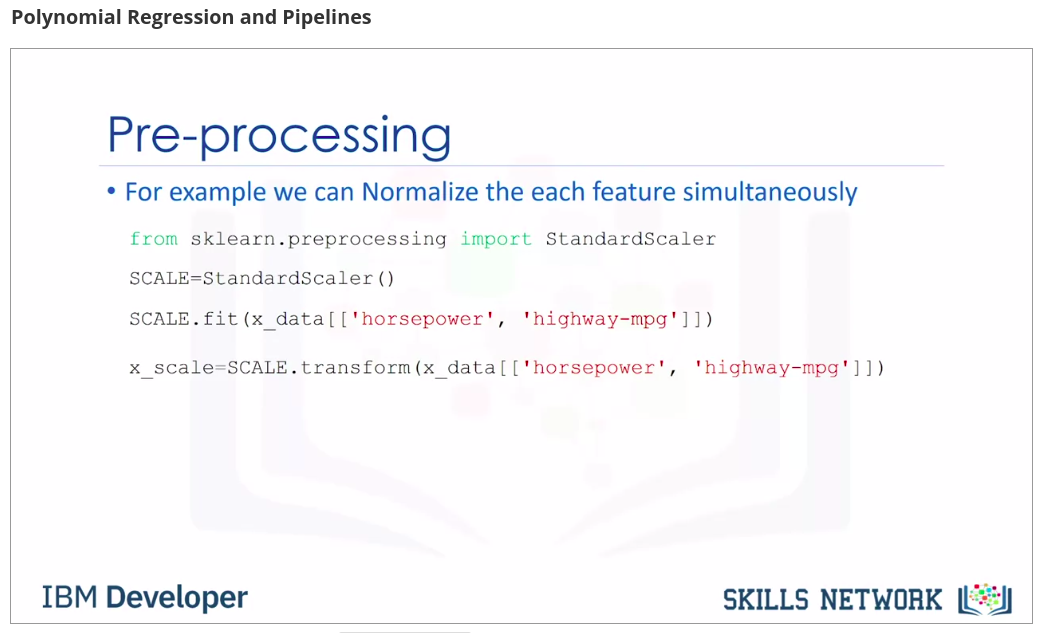 Polynomial Regression and Pipelines
Pre-processing
• For example we can Normalize the each feature simultaneously
from sklearn.preprocessing import StandardScaler
SCALE=StandardScaler()
SCALE.fit(x_data[['horsepower', 'highway-mpg']])
x_scale=SCALE.transform(x_data[['horsepower', 'highway-mpg']])
IBM Developer
SKILLS NETWORK